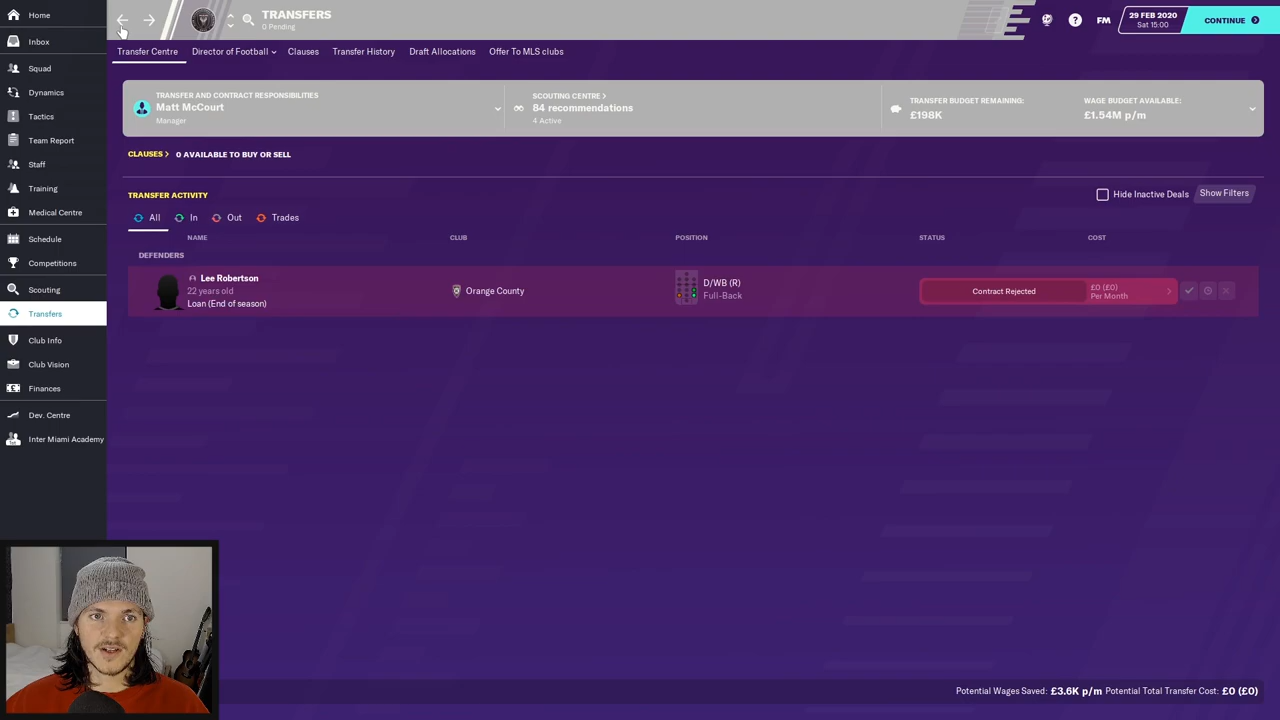 Home
TRANSFERS
0 Pending
FM
29 FEB 2020
Sat 15:00
CONTINUE
Inbox
Squad
Dynamics
Tactics
Team Report
Staff
Training
Medical Centre
Schedule
Competitions
Scouting
Transfers
Club Info
Club Vision
Finances
Dev. Centre
Inter Miami Academy
Transfer Centre
Director of Football
Clauses
Transfer History
Draft Allocations
Offer To MLS clubs
TRANSFER AND CONTRACT RESPONSIBILITIES
Matt McCourt
Manager
SCOUTING CENTRE >
84 recommendations
4 Active
TRANSFER BUDGET REMAINING:
£198K
WAGE BUDGET AVAILABLE:
£1.54M p/m
CLAUSES > 0 AVAILABLE TO BUY OR SELL
TRANSFER ACTIVITY
Hide Inactive Deals
Show Filters
All
In
Out
Trades
NAME
CLUB
POSITION
STATUS
COST
DEFENDERS
Lee Robertson
22 years old
Loan (End of season)
Orange County
D/WB (R)
Full-Back
Contract Rejected
£0 (£0)
Per Month
Potential Wages Saved: £3.6K p/m Potential Total Transfer Cost: £0 (£0)